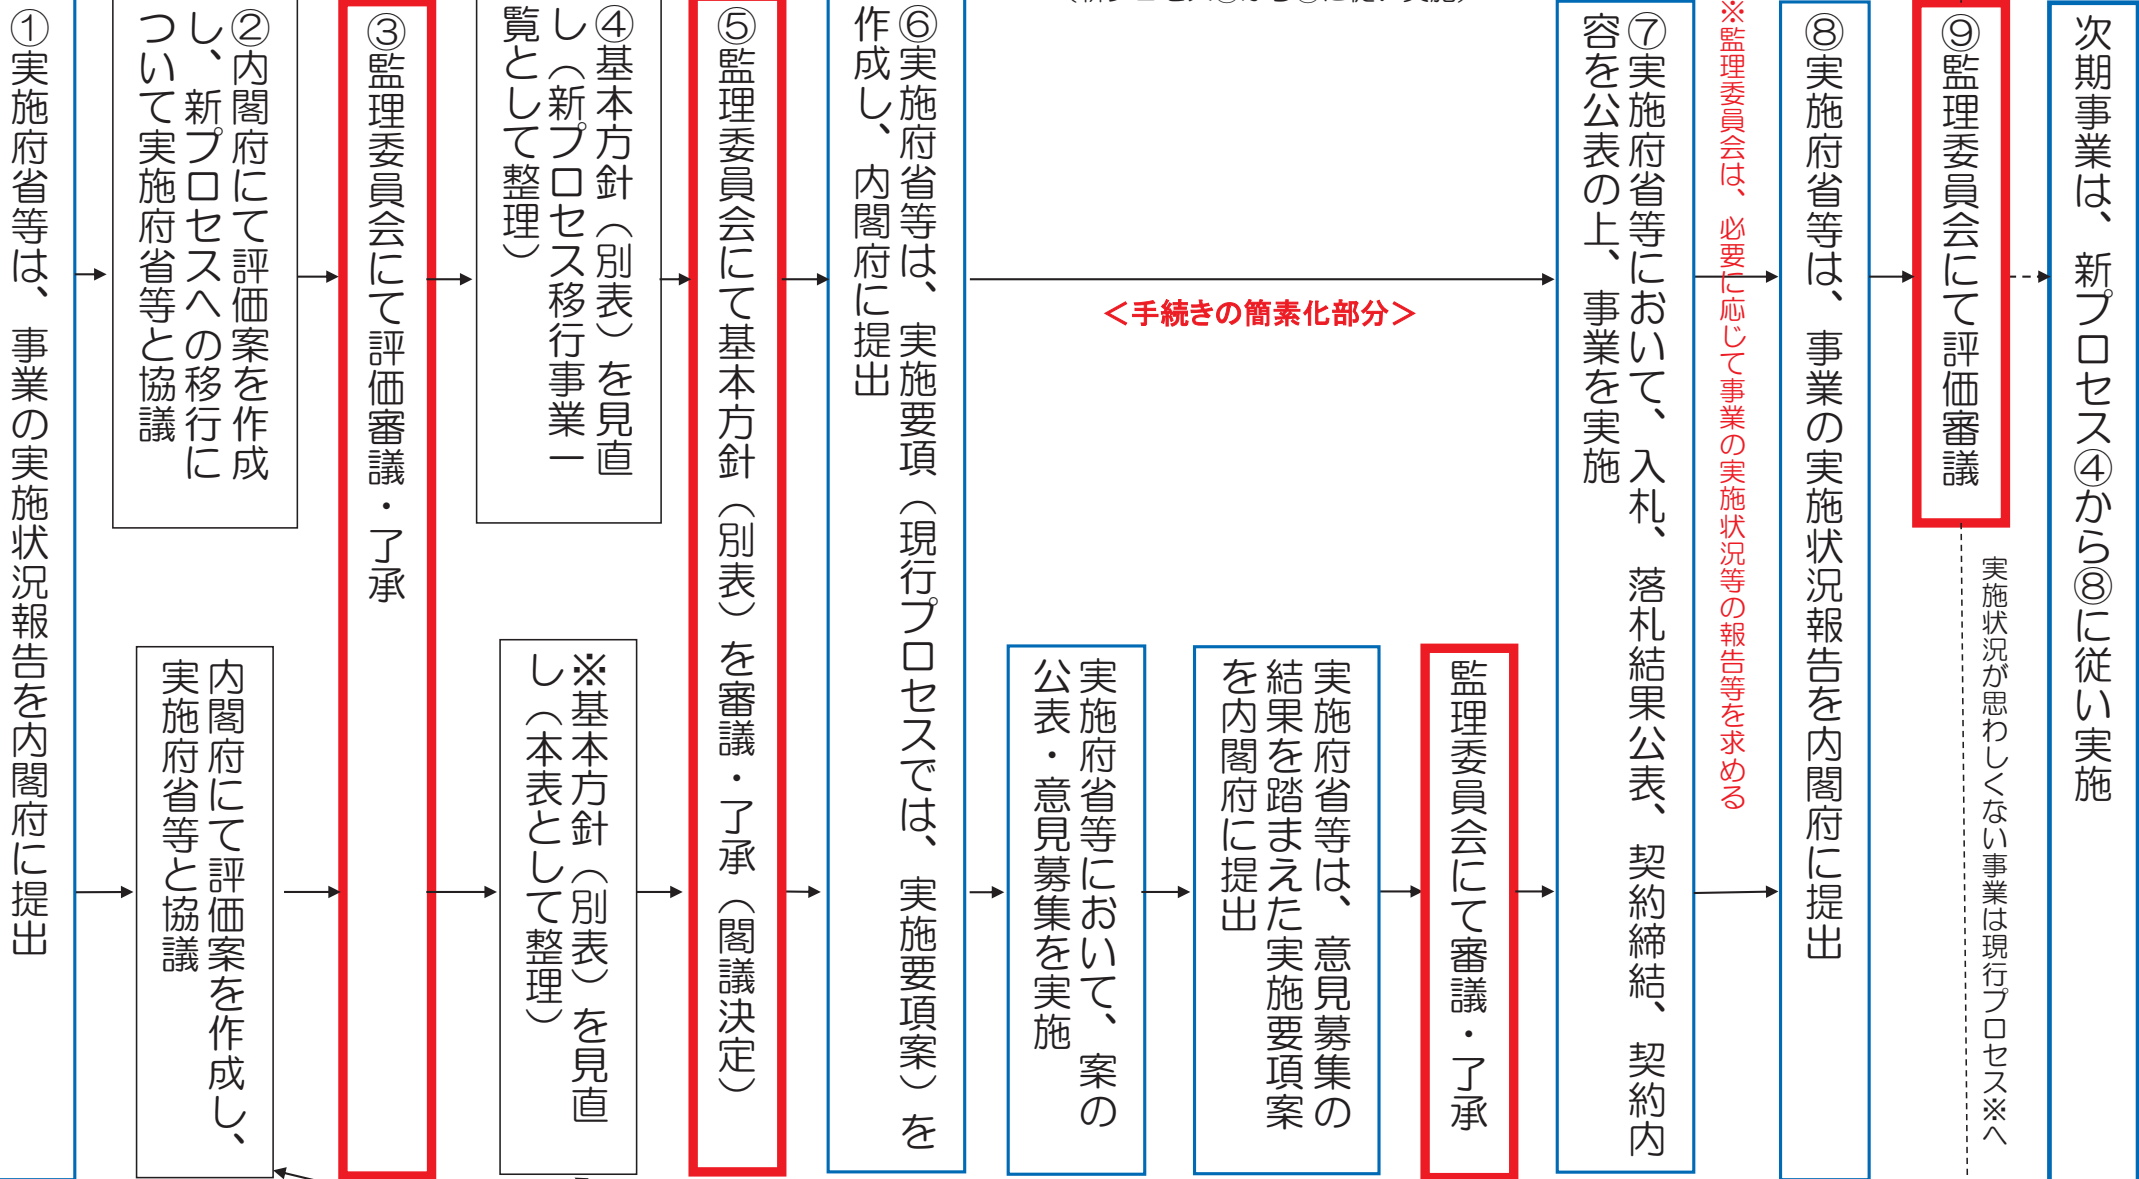 ①実施府省等は、事業の実施状況報告を内閣府に提出
②内閣府にて評価案を作成
し、新プロセスへの移行に
ついて実施府省等と協議
③監理委員会にて評価審議・了承
④基本方針（別表）を見直
し（新プロセス移行事業一
覧として整理）
⑤監理委員会にて基本方針（別表）を審議・了承（閣議決定）
⑥実施府省等は、実施要項（現行プロセスでは、実施要項案）を
作成し、内閣府に提出
＜手続きの簡素化部分＞
⑦実施府省等において、入札、落札結果公表、契約締結、契約内
容を公表の上、事業を実施
※監理委員会は、必要に応じて事業の実施状況等の報告等を求める
⑧実施府省等は、事業の実施状況報告を内閣府に提出
⑨監理委員会にて評価審議
次期事業は、新プロセス④から⑧に従い実施
実施状況が思わしくない事業は現行プロセス※へ
内閣府にて評価案を作成し、
実施府省等と協議
※基本方針（別表）を見直
し（本表として整理）
実施府省等において、案の
公表・意見募集を実施
実施府省等は、意見募集の
結果を踏まえた実施要項案
を内閣府に提出
監理委員会にて審議・了承